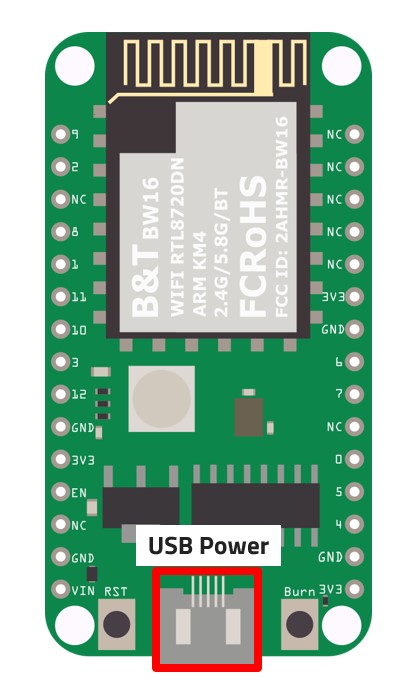 9
2
NC
8
1
11
10
3
12
GND
3V3
EN
NC
GND
VIN
B&T BW16
WIFI RTL8720DN
ARM KM4
2.4G/5.8G/BT
FCRoHS
FCC ID: 2AHMR-BW16
NC
NC
NC
NC
NC
3V3
GND
6
7
NC
0
5
4
GND
3V3
USB Power
RST
Burn